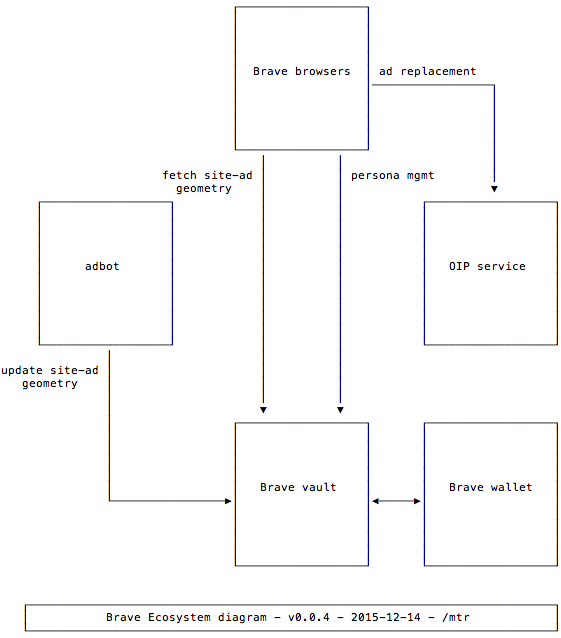 Brave browsers
ad replacement
fetch site-ad
geometry
persona mgmt
adbot
OIP service
update site-ad
geometry
Brave vault
Brave wallet
Brave Ecosystem diagram - v0.0.4 - 2015-12-14 - /mtr